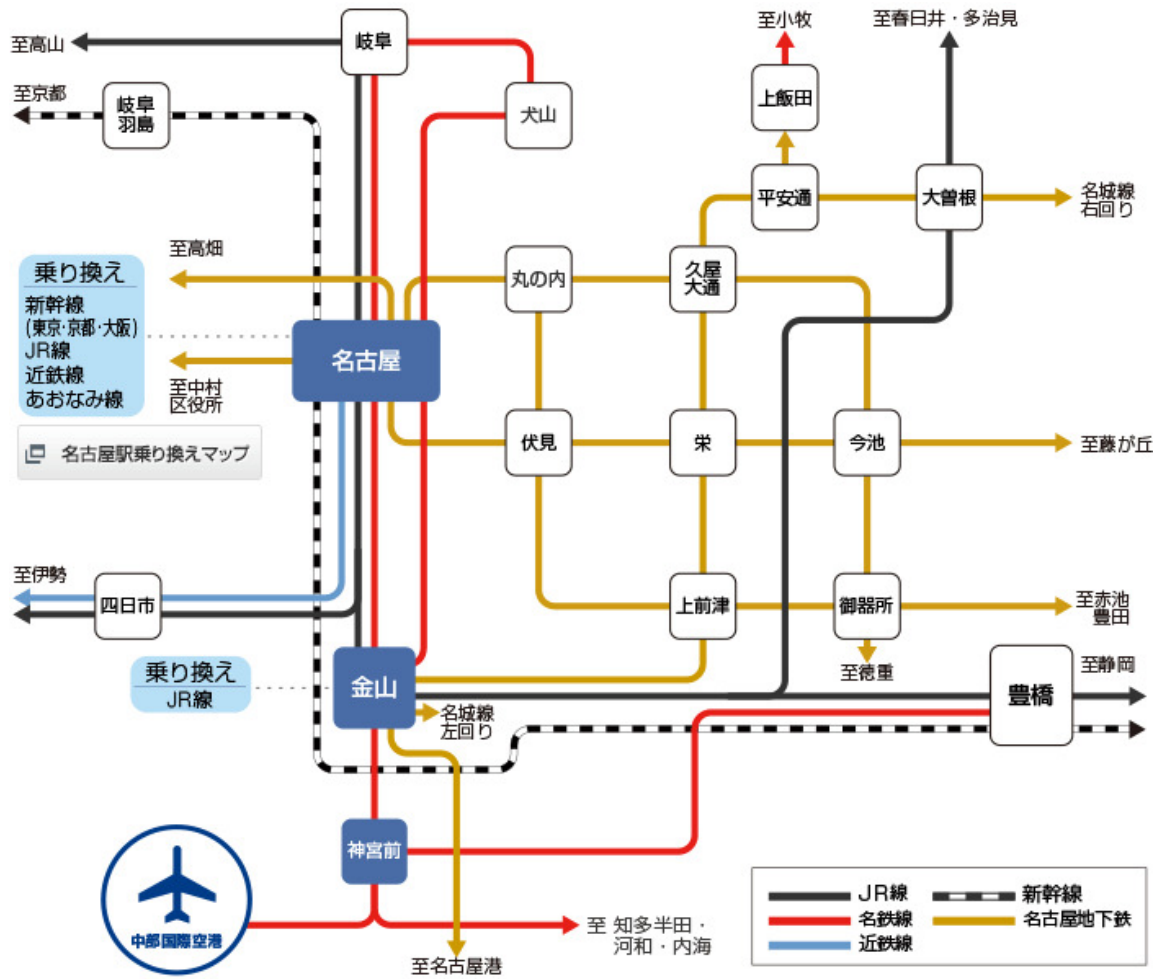 至高山
岐阜
至小牧
至春日井・多治見
至京都
岐阜
羽島
犬山
上飯田
平安通
大曽根
名城線
右回り
至高畑
丸の内
久屋
大通
乗り換え
新幹線
(東京・京都・大阪)
JR線
近鉄線
あおなみ線
名古屋
至中村
区役所
名古屋駅乗り換えマップ
伏見
栄
今池
至藤が丘
至伊勢
四日市
上前津
御器所
至赤池
豊田
至徳重
乗り換え
JR線
金山
名城線
左回り
豊橋
至静岡
神宮前
中部国際空港
至 知多半田・
河和・内海
至名古屋港
JR線
新幹線
名鉄線
名古屋地下鉄
近鉄線